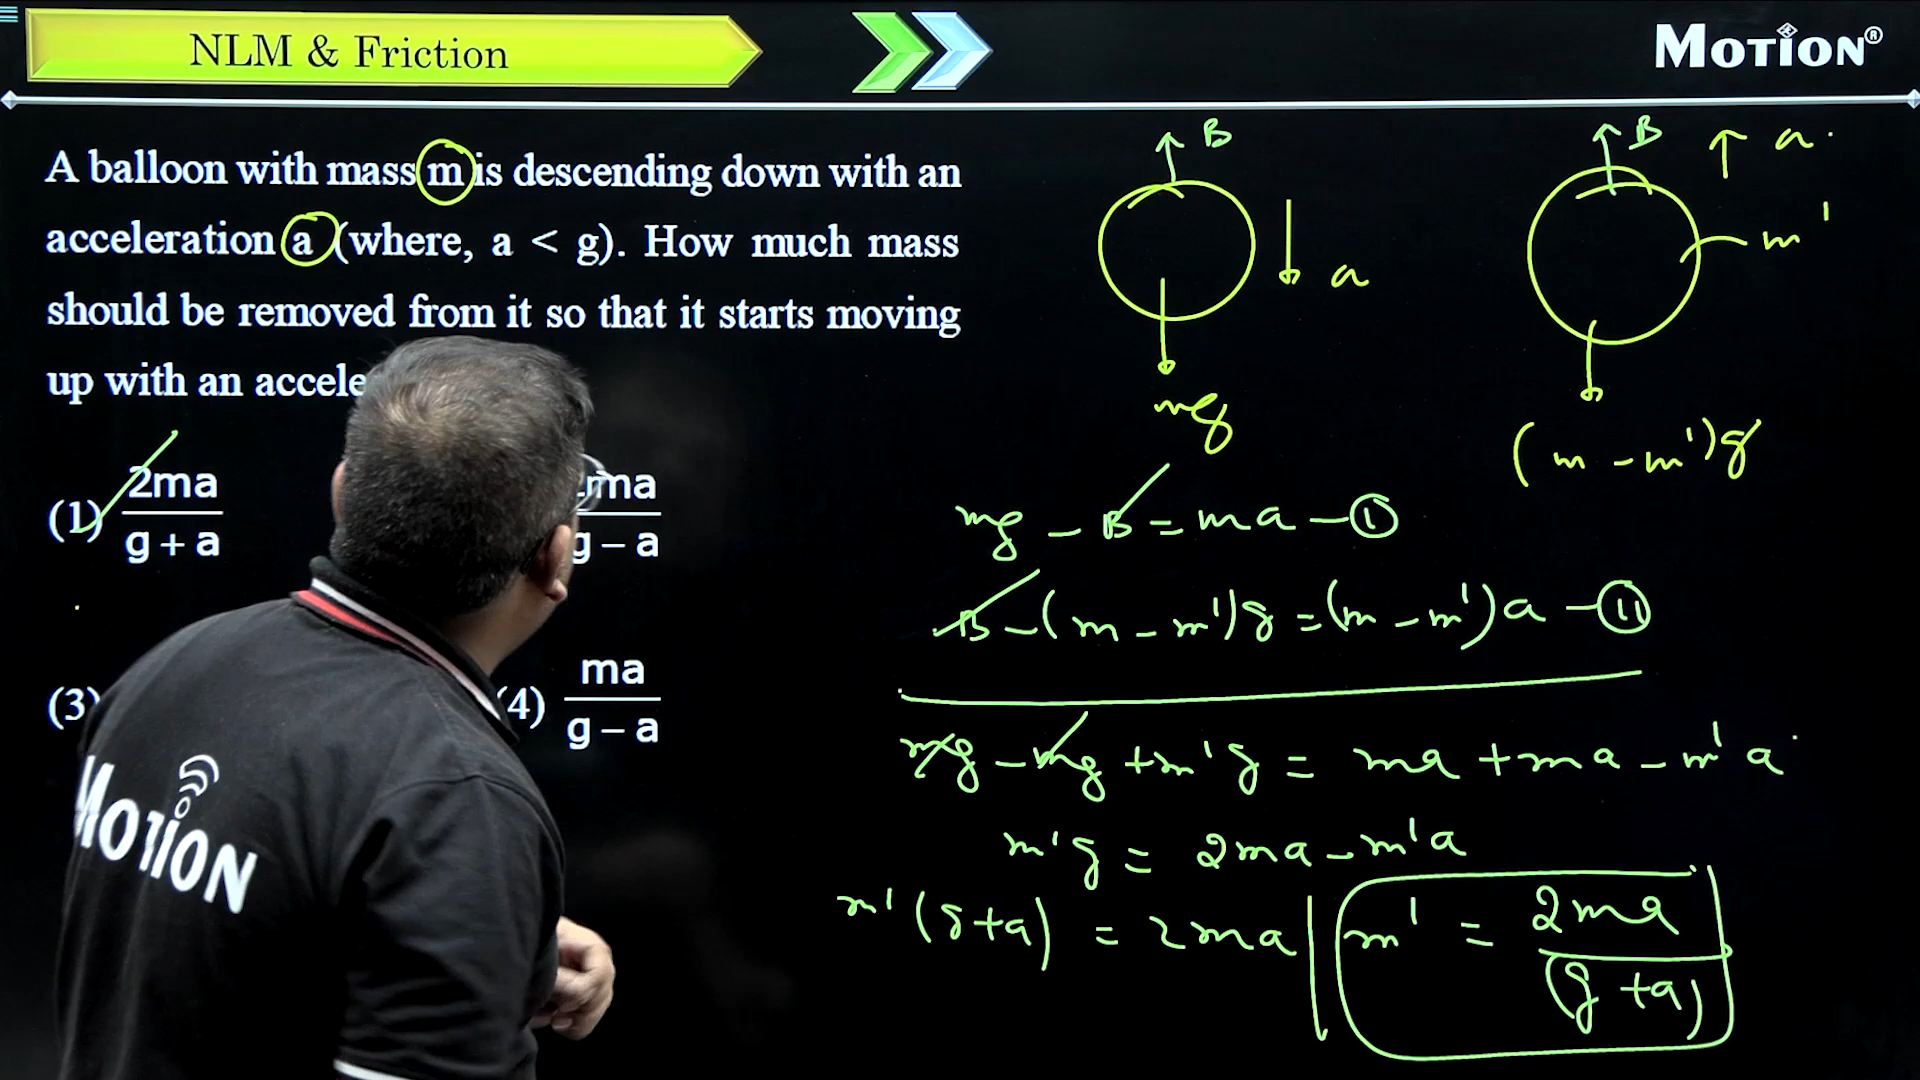 NLM & Friction
MOTION®
A balloon with mass m is descending down with an
acceleration a (where, a < g). How much mass
should be removed from it so that it starts moving
up with an accele
(1) 2ma / g + a
ma / g – a
(3)
(4) ma / g – a
B
a
mg
B
a
m'
(m - m')g
mg - B = ma - ①
B - (m - m')g = (m - m')a - ⑪
mg - mg + m'g = ma + ma - m'a
m'g = 2ma - m'a
m'(g+a) = 2ma | m' = 2ma / (g+a)
MOTION